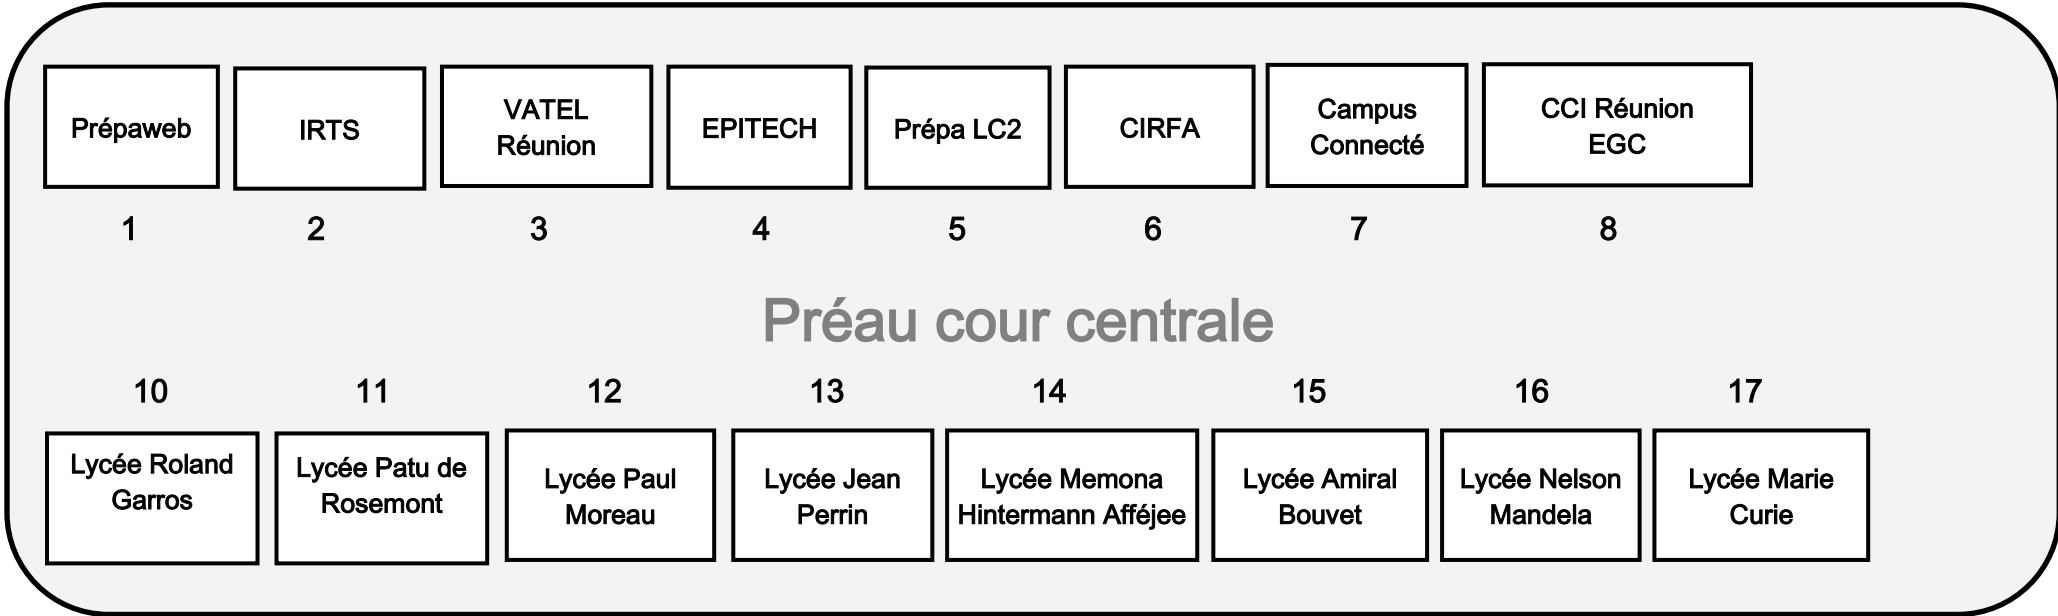 Prépaweb
IRTS
VATEL
Réunion
EPITECH
Prépa LC2
CIRFA
Campus
Connecté
CCI Réunion
EGC
1
2
3
4
5
6
7
8
Préau cour centrale
10
11
12
13
14
15
16
17
Lycée Roland
Garros
Lycée Patu de
Rosemont
Lycée Paul
Moreau
Lycée Jean
Perrin
Lycée Memona
Hintermann Afféjee
Lycée Amiral
Bouvet
Lycée Nelson
Mandela
Lycée Marie
Curie